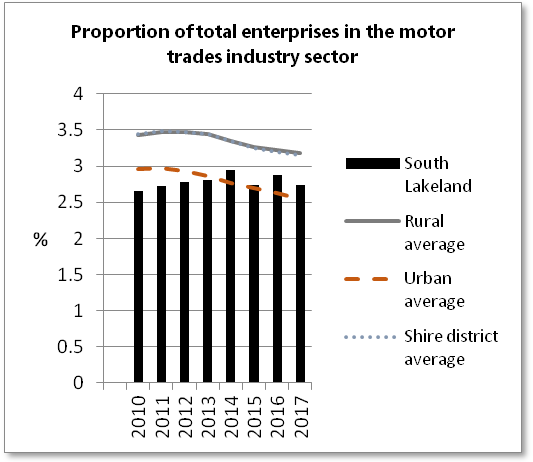 Proportion of total enterprises in the motor
trades industry sector
4
3.5
3
2.5
2
1.5
1
0.5
0
%
2010
2011
2012
2013
2014
2015
2016
2017
South
Lakeland
Rural
average
Urban
average
Shire district
average